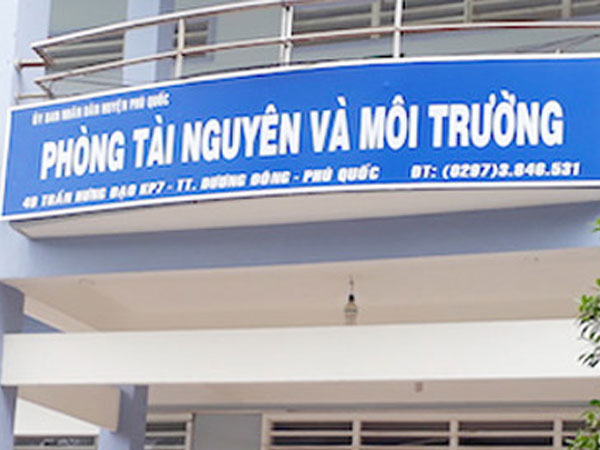 ỦY BAN NHÂN DÂN HUYỆN PHÚ QUỐC
PHÒNG TÀI NGUYÊN VÀ MÔI TRƯỜNG
49 TRẦN HƯNG ĐẠO KP7 - TT. DƯƠNG ĐÔNG - PHÚ QUỐC ĐT: (0297)3.846.531